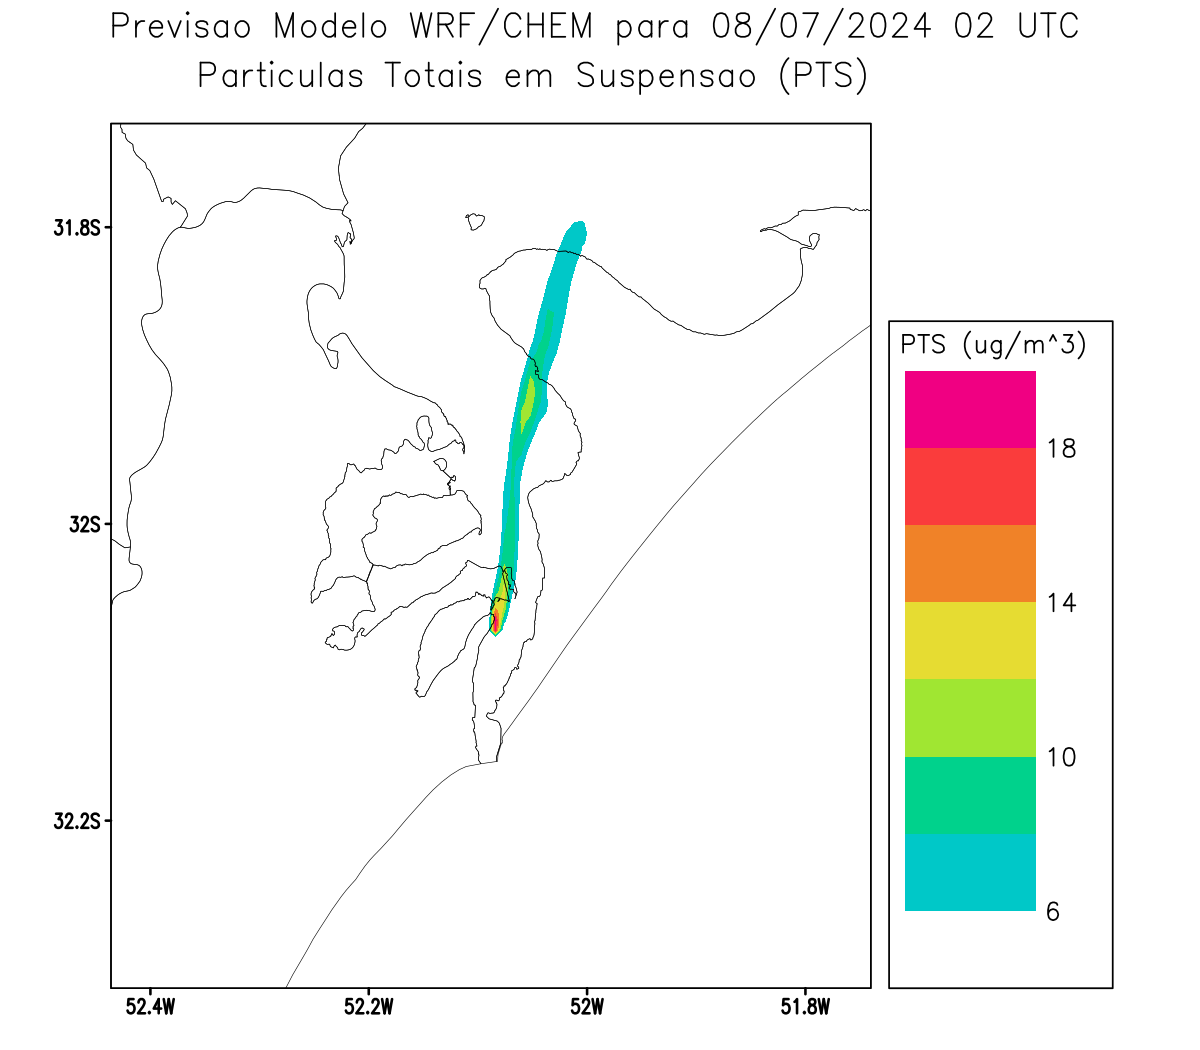 Previsao Modelo WRF/CHEM para 08/07/2024 02 UTC
Particulas Totais em Suspensao (PTS)
31.8S
32S
32.2S
52.4W
52.2W
52W
51.8W
PTS (ug/m^3)
18
14
10
6